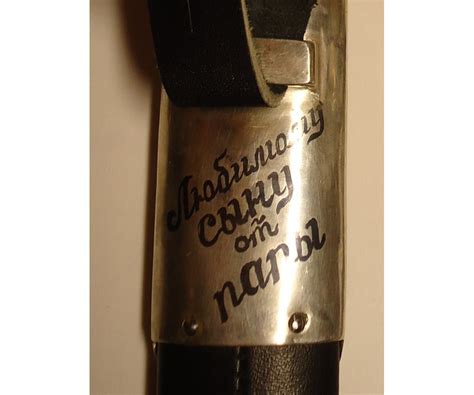 Любимому
сыну
от
папы